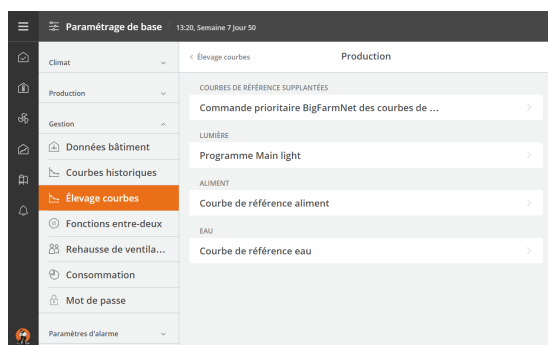 Paramétrage de base 13:20, Semaine 7 Jour 50
Climat
Production
Gestion
Données bâtiment
Courbes historiques
Élevage courbes
Fonctions entre-deux
Rehausse de ventila...
Consommation
Mot de passe
Paramètres d'alarme
< Élevage courbes Production
COURBES DE RÉFÉRENCE SUPPLANTÉES
Commande prioritaire BigFarmNet des courbes de ...
LUMIÈRE
Programme Main light
ALIMENT
Courbe de référence aliment
EAU
Courbe de référence eau